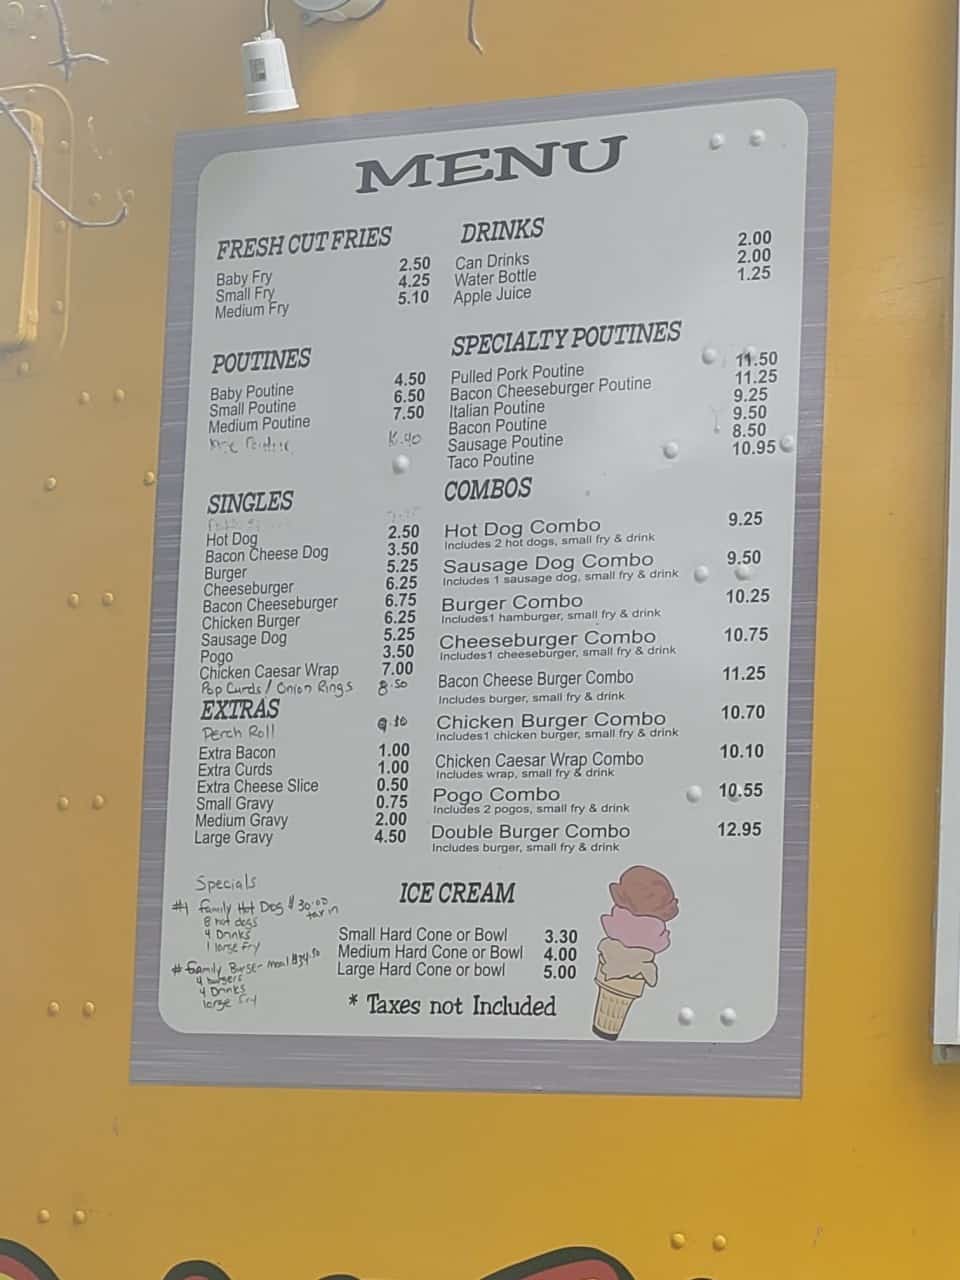 MENU
FRESH CUT FRIES
Baby Fry 2.50
Small Fry 4.25
Medium Fry 5.10
POUTINES
Baby Poutine 4.50
Small Poutine 6.50
Medium Poutine 7.50
Poutine
SINGLES
Hot Dog 2.50
Bacon Cheese Dog 3.50
Burger 5.25
Cheeseburger 6.25
Bacon Cheeseburger 6.75
Chicken Burger 6.25
Sausage Dog 5.25
Pogo 3.50
Chicken Caesar Wrap 7.00
Pop Curds / Onion Rings 8.50
EXTRAS
Perch Roll
Extra Bacon 1.00
Extra Curds 1.00
Extra Cheese Slice 0.50
Small Gravy 0.75
Medium Gravy 2.00
Large Gravy 4.50
Specials
#1 Family Hot Dog $30.00
tax in
8 hot dogs
4 Drinks
1 large Fry
# Family Burger meal $34.50
4 burgers
4 Drinks
large Fry
DRINKS
Can Drinks 2.00
Water Bottle 2.00
Apple Juice 1.25
SPECIALTY POUTINES
Pulled Pork Poutine 11.50
Bacon Cheeseburger Poutine 11.25
Italian Poutine 9.25
Bacon Poutine 9.50
Sausage Poutine 8.50
Taco Poutine 10.95
COMBOS
Hot Dog Combo 9.25
Includes 2 hot dogs, small fry & drink
Sausage Dog Combo 9.50
Includes 1 sausage dog, small fry & drink
Burger Combo 10.25
Includes1 hamburger, small fry & drink
Cheeseburger Combo 10.75
Includes1 cheeseburger, small fry & drink
Bacon Cheese Burger Combo 11.25
Includes burger, small fry & drink
Chicken Burger Combo 10.70
Includes1 chicken burger, small fry & drink
Chicken Caesar Wrap Combo 10.10
Includes wrap, small fry & drink
Pogo Combo 10.55
Includes 2 pogos, small fry & drink
Double Burger Combo 12.95
Includes burger, small fry & drink
ICE CREAM
Small Hard Cone or Bowl 3.30
Medium Hard Cone or Bowl 4.00
Large Hard Cone or bowl 5.00
* Taxes not Included